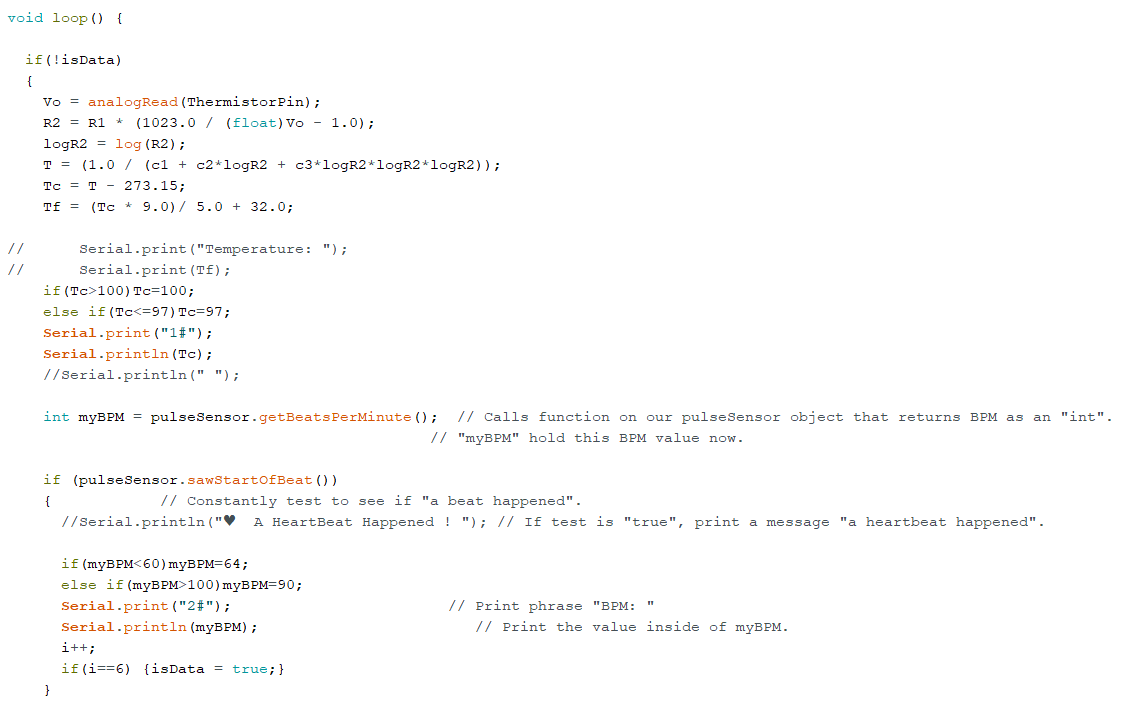 void loop() {
if(!isData)
{
Vo = analogRead(ThermistorPin);
R2 = R1 * (1023.0 / (float)Vo - 1.0);
logR2 = log(R2);
T = (1.0 / (c1 + c2*logR2 + c3*logR2*logR2*logR2));
Tc = T - 273.15;
Tf = (Tc * 9.0)/ 5.0 + 32.0;
//      Serial.print("Temperature: ");
//      Serial.print(Tf);
if(Tc>100)Tc=100;
else if(Tc<=97)Tc=97;
Serial.print("1#");
Serial.println(Tc);
//Serial.println(" ");
int myBPM = pulseSensor.getBeatsPerMinute();  // Calls function on our pulseSensor object that returns BPM as an "int".
// "myBPM" hold this BPM value now.
if (pulseSensor.sawStartOfBeat())
{            // Constantly test to see if "a beat happened".
//Serial.println("♥  A HeartBeat Happened ! "); // If test is "true", print a message "a heartbeat happened".
if(myBPM<60)myBPM=64;
else if(myBPM>100)myBPM=90;
Serial.print("2#");                        // Print phrase "BPM: "
Serial.println(myBPM);                        // Print the value inside of myBPM.
i++;
if(i==6) {isData = true;}
}